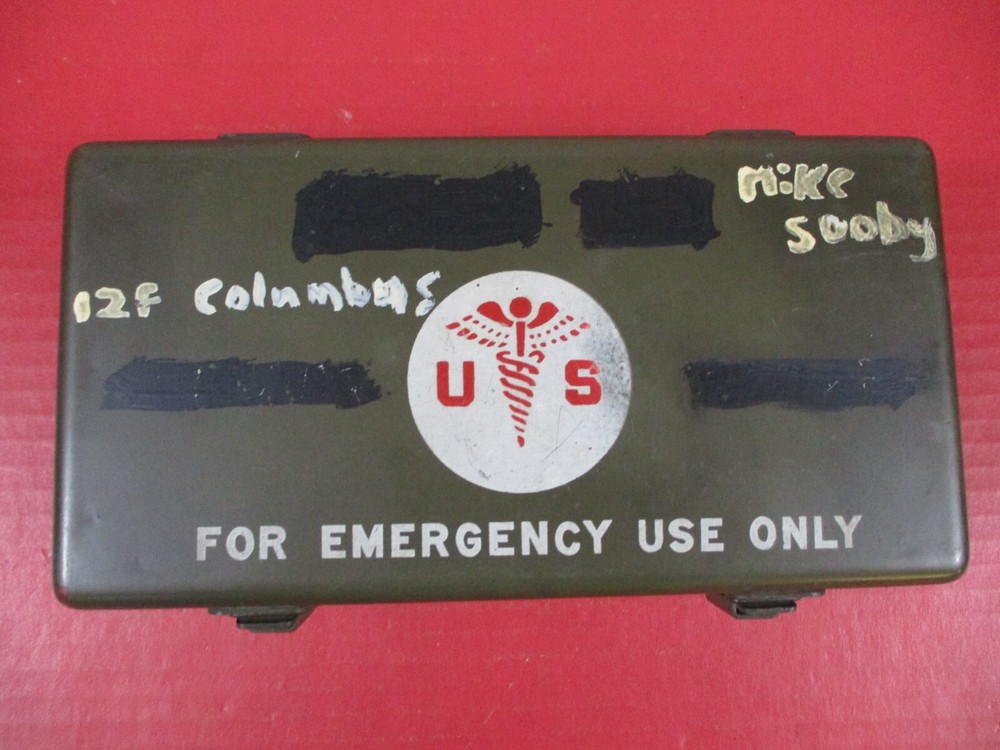 Mike
Sooby
12F Columbus
U S
FOR EMERGENCY USE ONLY